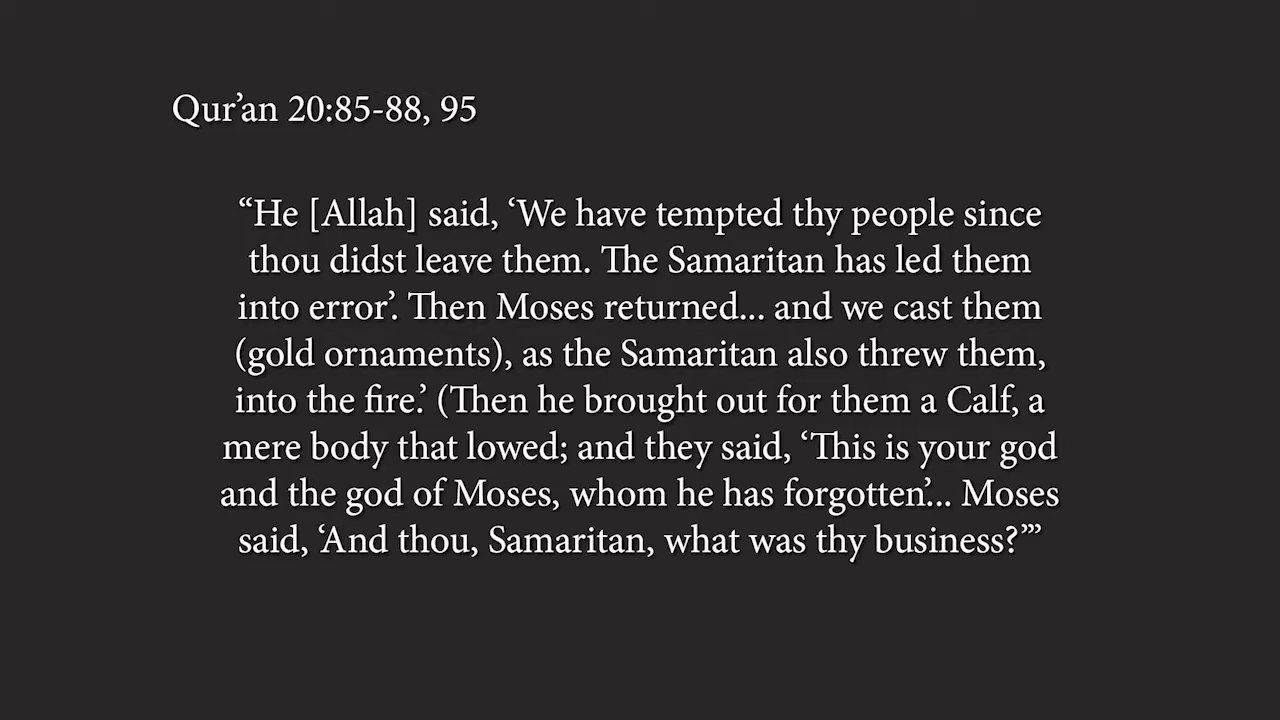 Qur’an 20:85-88, 95
“He [Allah] said, ‘We have tempted thy people since
thou didst leave them. The Samaritan has led them
into error’. Then Moses returned... and we cast them
(gold ornaments), as the Samaritan also threw them,
into the fire.’ (Then he brought out for them a Calf, a
mere body that lowed; and they said, ‘This is your god
and the god of Moses, whom he has forgotten’... Moses
said, ‘And thou, Samaritan, what was thy business?’”